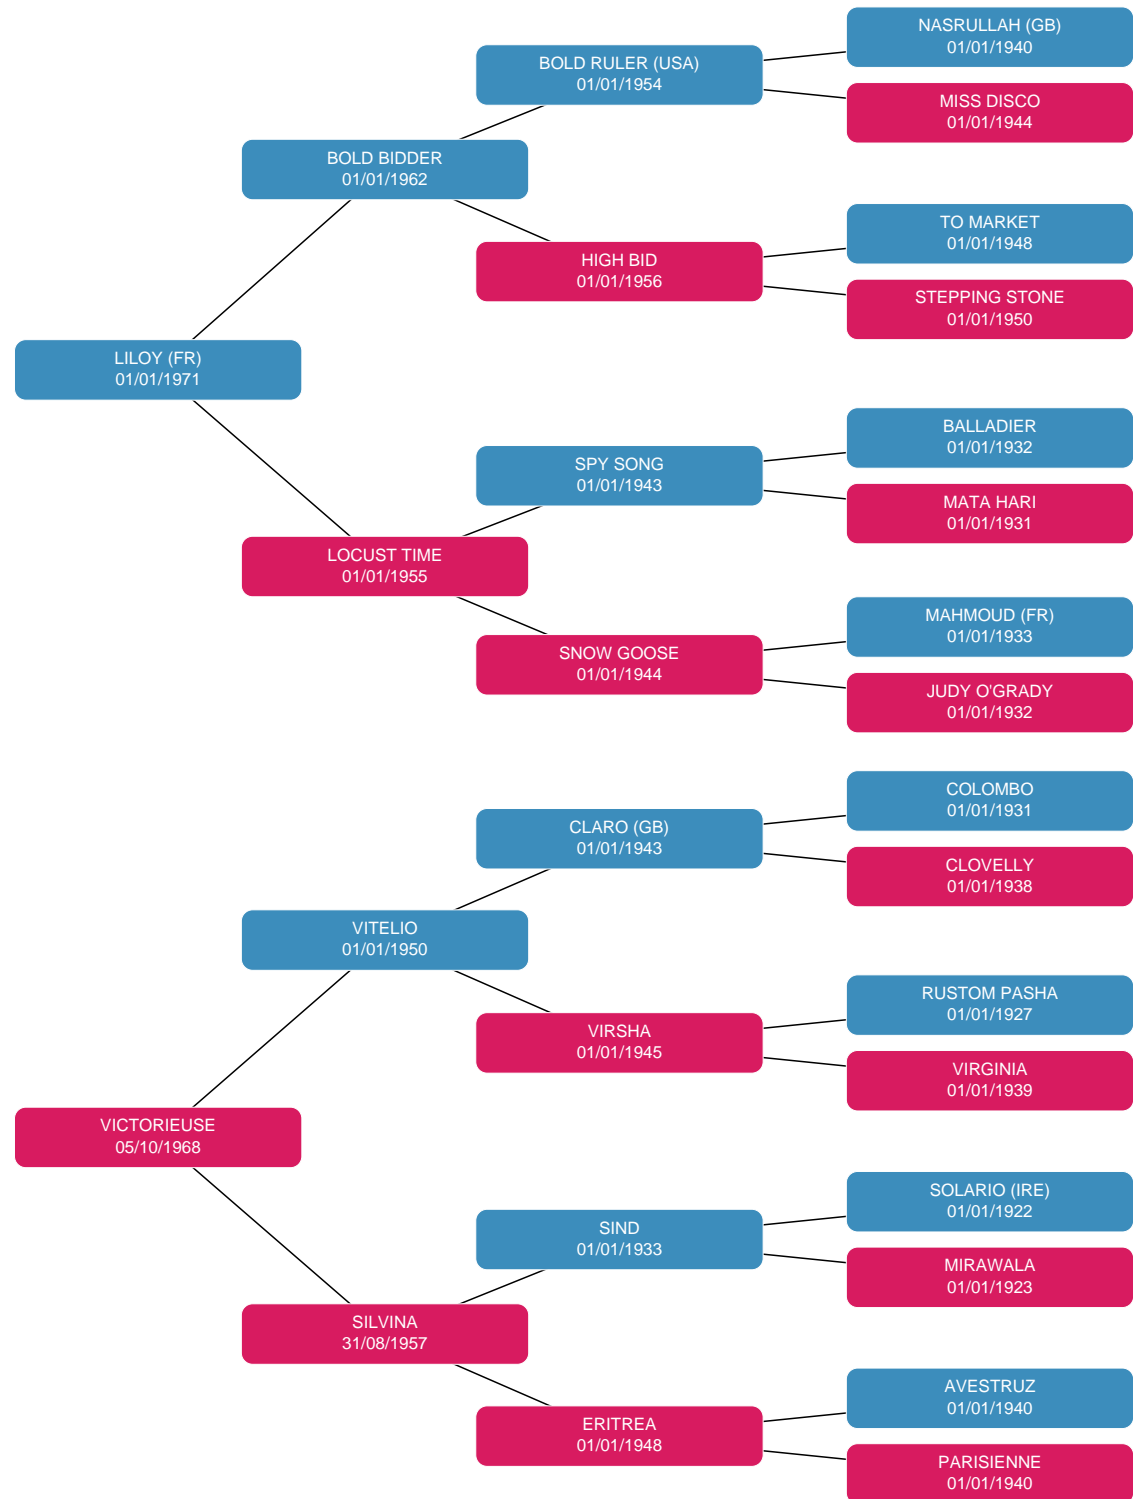 NASRULLAH (GB)
01/01/1940
BOLD RULER (USA)
01/01/1954
MISS DISCO
01/01/1944
BOLD BIDDER
01/01/1962
TO MARKET
01/01/1948
HIGH BID
01/01/1956
STEPPING STONE
01/01/1950
LILOY (FR)
01/01/1971
BALLADIER
01/01/1932
SPY SONG
01/01/1943
MATA HARI
01/01/1931
LOCUST TIME
01/01/1955
MAHMOUD (FR)
01/01/1933
SNOW GOOSE
01/01/1944
JUDY O'GRADY
01/01/1932
COLOMBO
01/01/1931
CLARO (GB)
01/01/1943
CLOVELLY
01/01/1938
VITELIO
01/01/1950
RUSTOM PASHA
01/01/1927
VIRSHA
01/01/1945
VIRGINIA
01/01/1939
VICTORIEUSE
05/10/1968
SOLARIO (IRE)
01/01/1922
SIND
01/01/1933
MIRAWALA
01/01/1923
SILVINA
31/08/1957
AVESTRUZ
01/01/1940
ERITREA
01/01/1948
PARISIENNE
01/01/1940